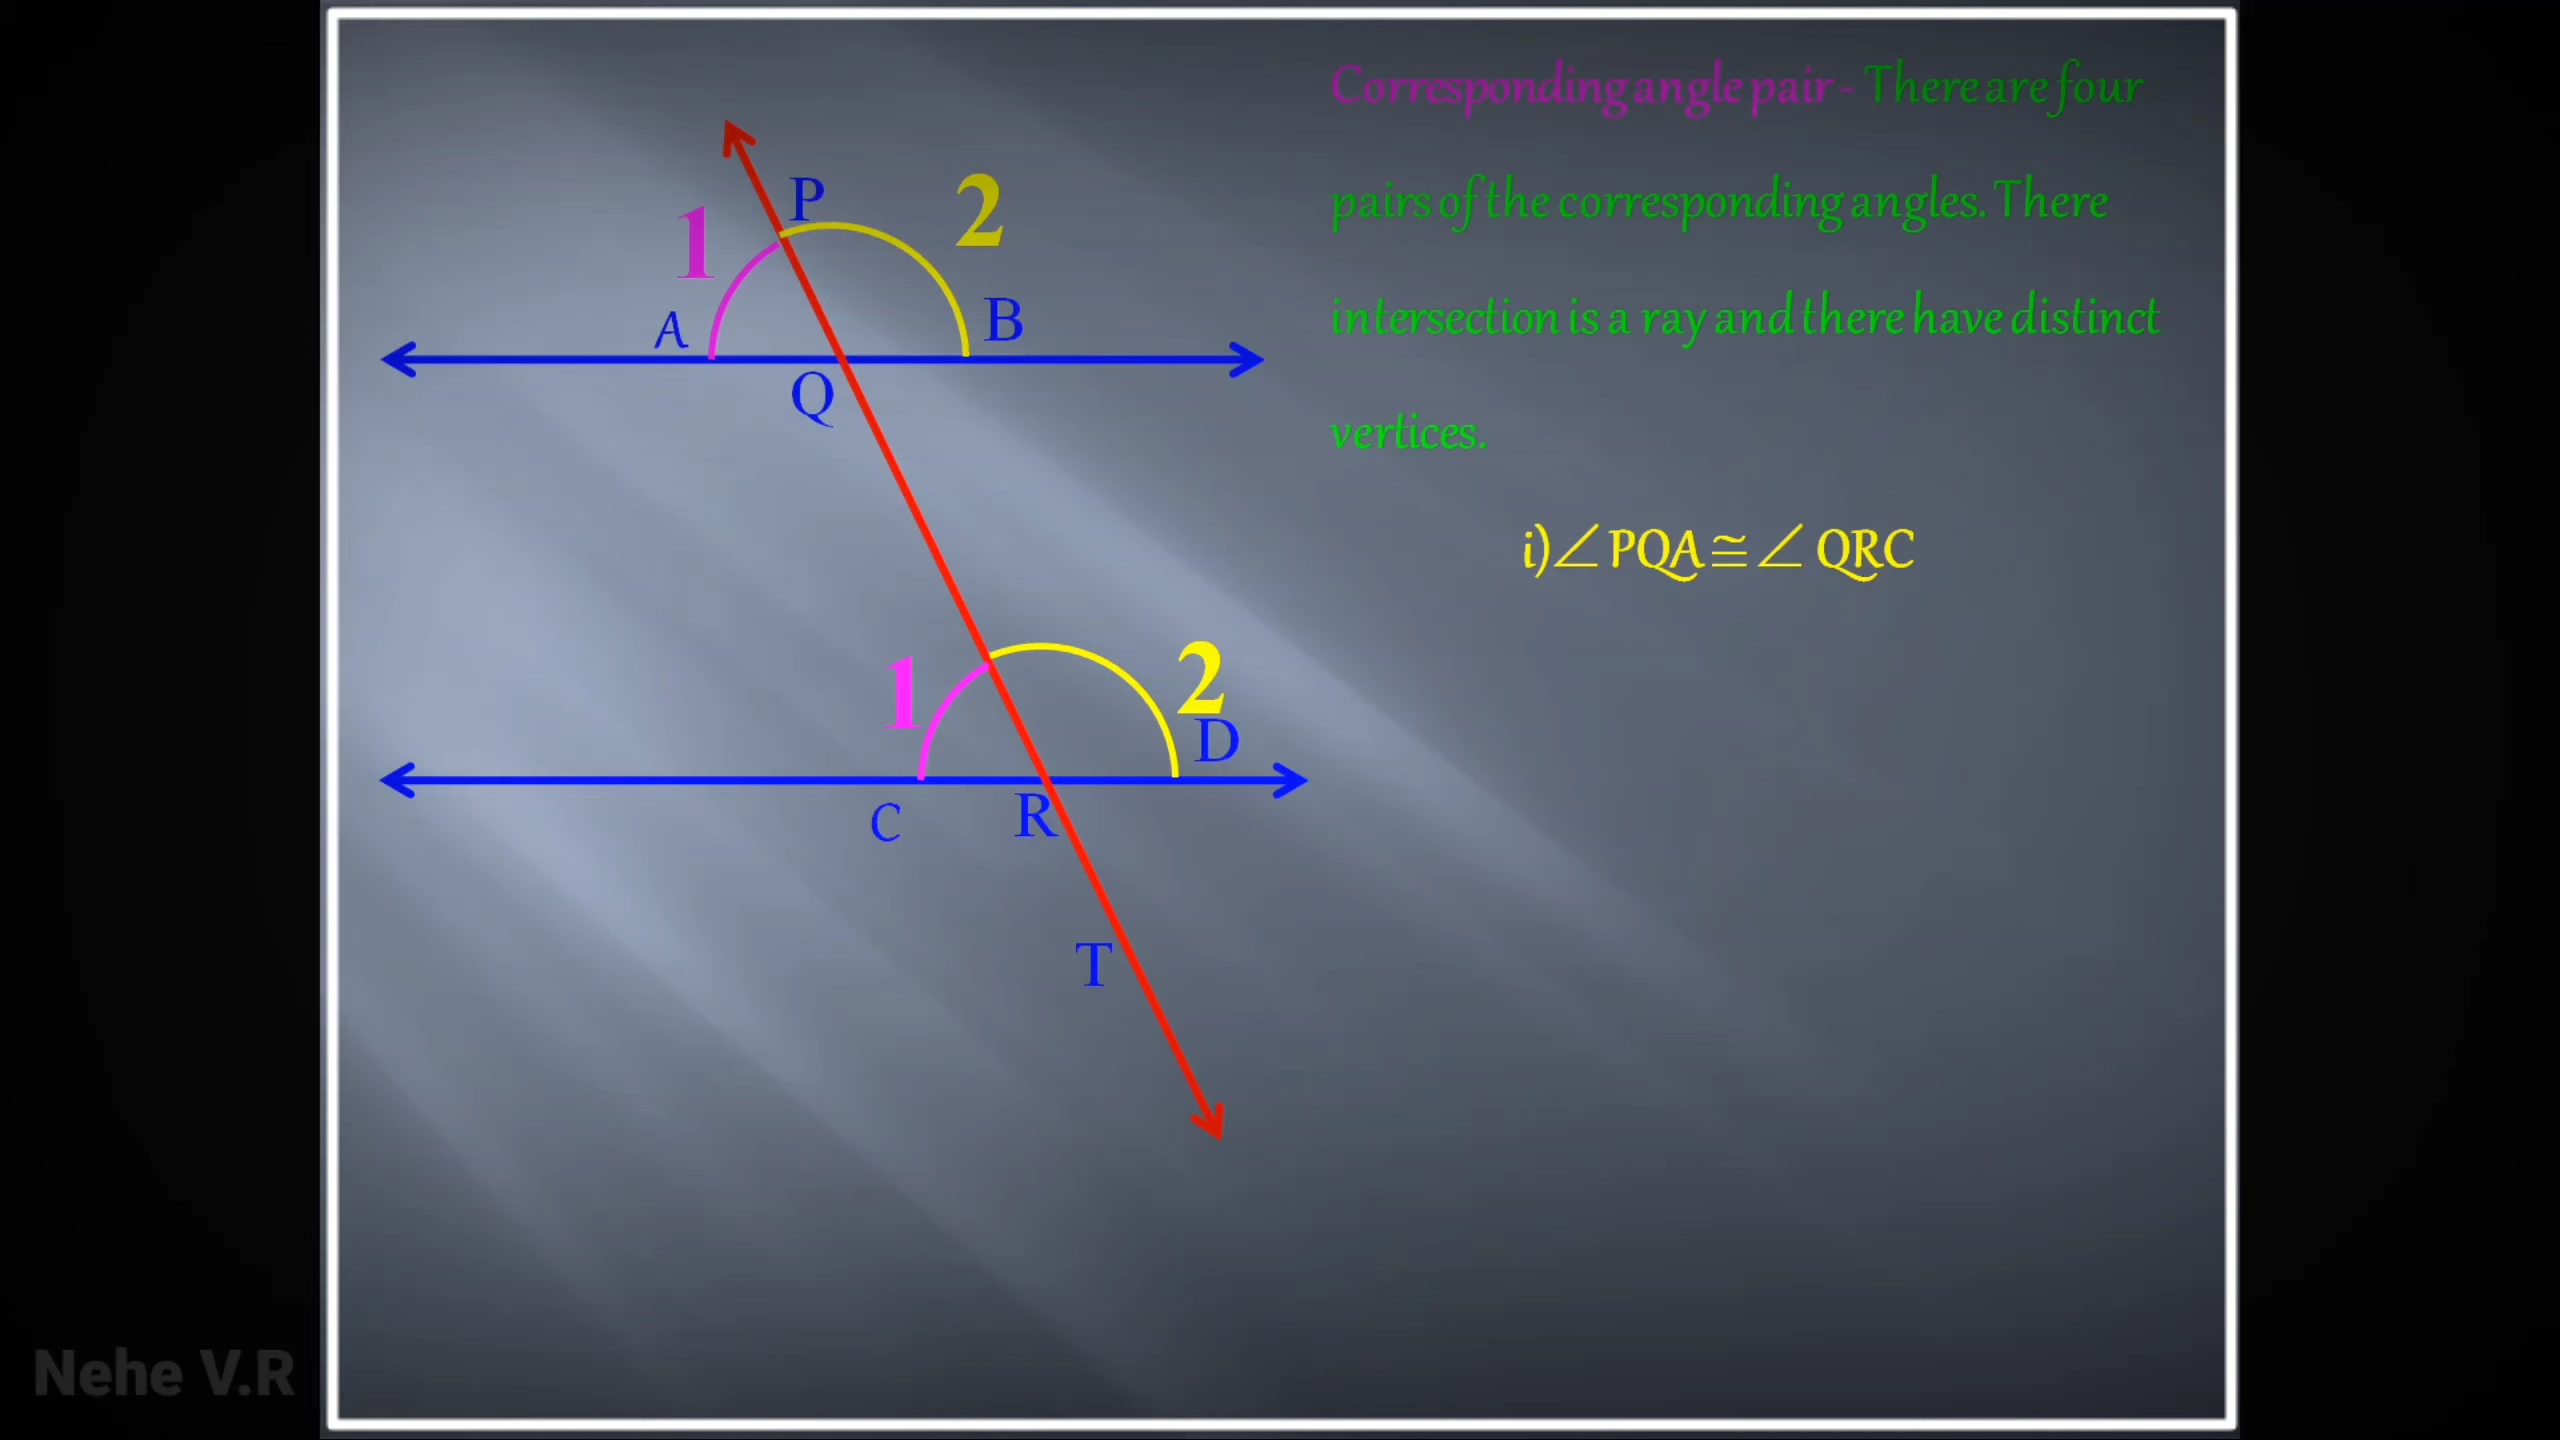 Corresponding angle pair - There are four
pairs of the corresponding angles. There
intersection is a ray and there have distinct
vertices.
i)∠PQA ≅ ∠QRC
P
1
2
A
B
Q
1
2
D
C
R
T
Nehe V.R